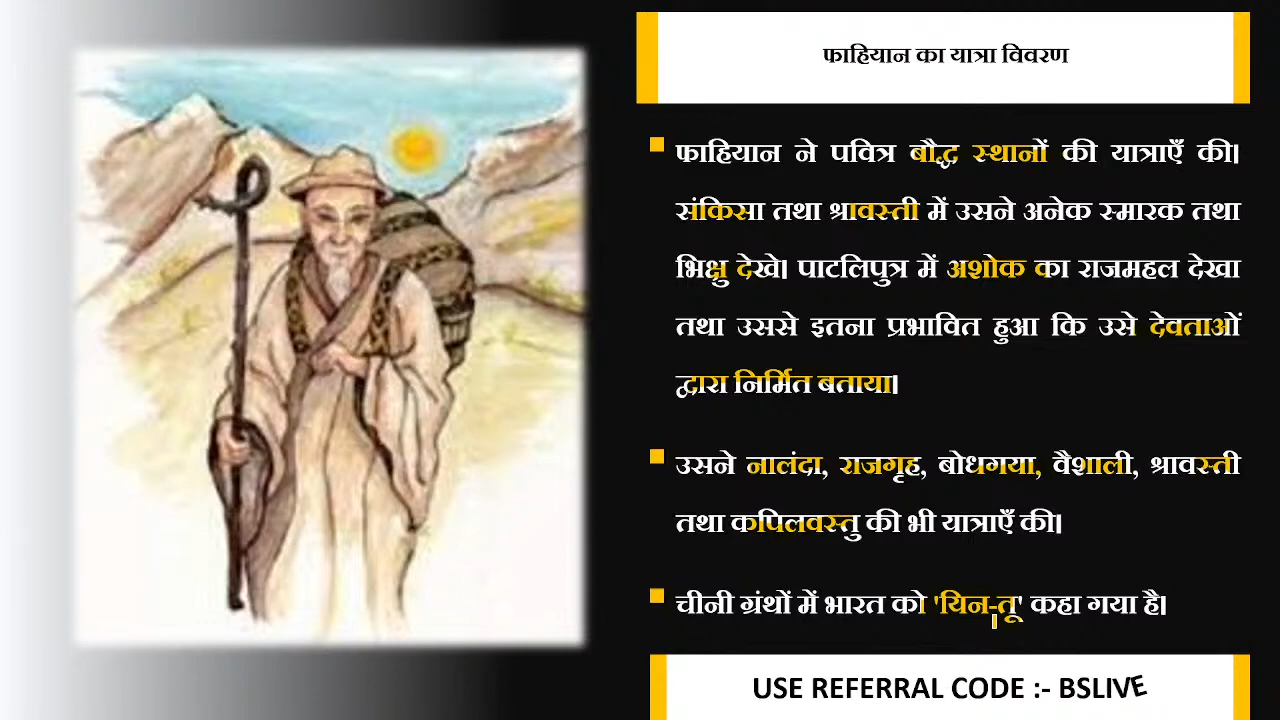 फाहियान का यात्रा विवरण
फाहियान ने पवित्र बौद्ध स्थानों की यात्राएँ की।
संकिसा तथा श्रावस्ती में उसने अनेक स्मारक तथा
भिक्षु देखे। पाटलिपुत्र में अशोक का राजमहल देखा
तथा उससे इतना प्रभावित हुआ कि उसे देवताओं
द्वारा निर्मित बताया।
उसने नालंदा, राजगृह, बोधगया, वैशाली, श्रावस्ती
तथा कपिलवस्तु की भी यात्राएँ की।
चीनी ग्रंथों में भारत को 'यिन-तू' कहा गया है।
USE REFERRAL CODE :- BSLIVE